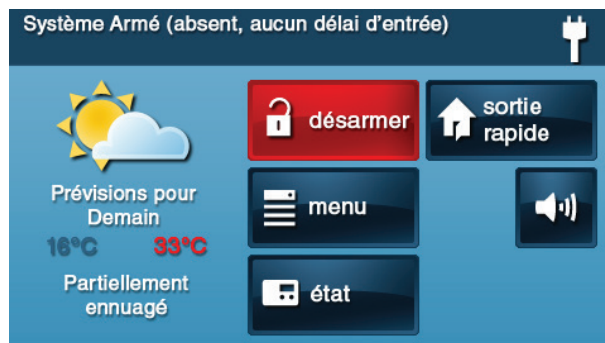 Système Armé (absent, aucun délai d'entrée)
désarmer
sortie
rapide
Prévisions pour
Demain
16°C 33°C
menu
Partiellement
ennuagé
état